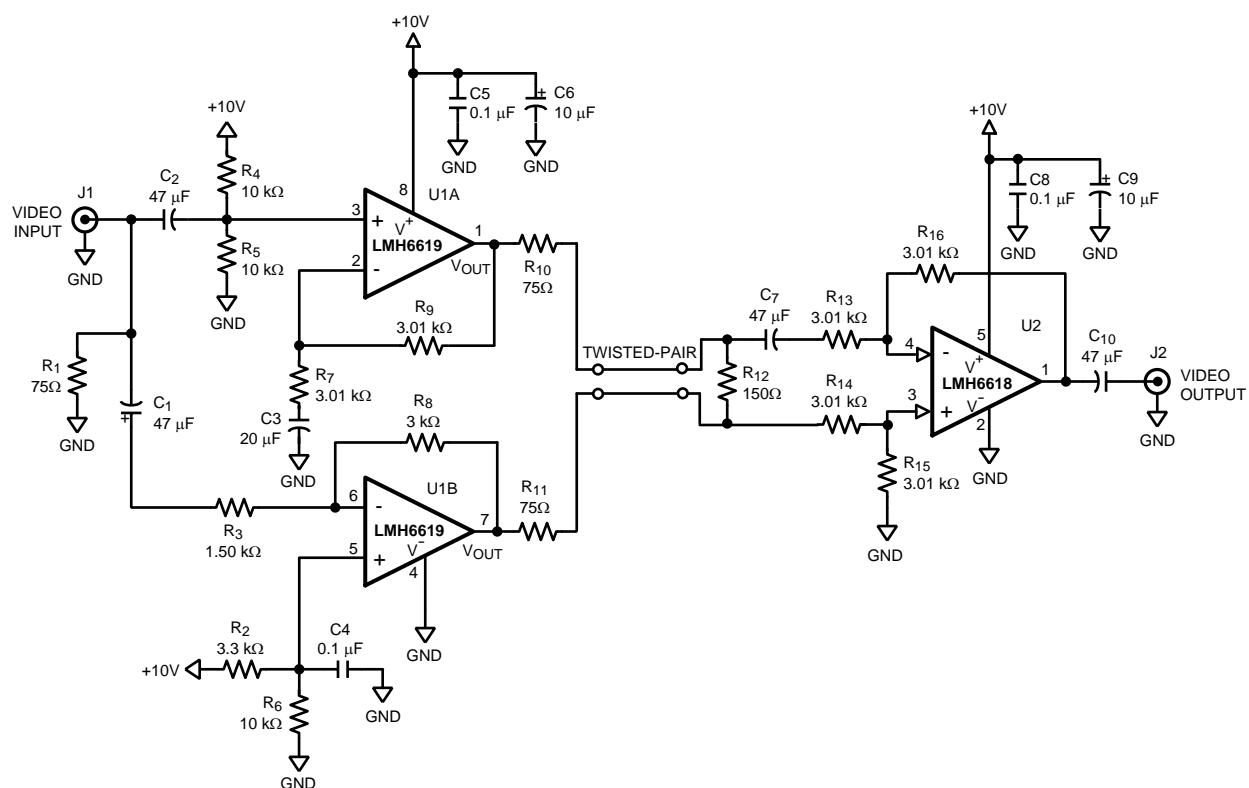 +10V
C5
0.1 μF
GND
C6
10 μF
GND
+10V
R4
10 kΩ
C2
47 μF
J1
VIDEO
INPUT
GND
R5
10 kΩ
GND
8
U1A
3
+
V+
LMH6619
2
-
1
VOUT
R10
75Ω
R9
3.01 kΩ
R7
3.01 kΩ
C3
20 μF
GND
R1
75Ω
GND
C1
+
47 μF
R8
3 kΩ
U1B
6
-
LMH6619
7
VOUT
5
+
V-
4
GND
R11
75Ω
R3
1.50 kΩ
R2
3.3 kΩ
+10V
C4
0.1 μF
GND
R6
10 kΩ
GND
TWISTED-PAIR
R12
150Ω
C7
47 μF
R13
3.01 kΩ
R14
3.01 kΩ
R15
3.01 kΩ
GND
R16
3.01 kΩ
+10V
C8
0.1 μF
GND
+
C9
10 μF
GND
5
U2
4
-
V+
LMH6618
3
+
V-
2
GND
1
C10
47 μF
J2
VIDEO
OUTPUT
GND